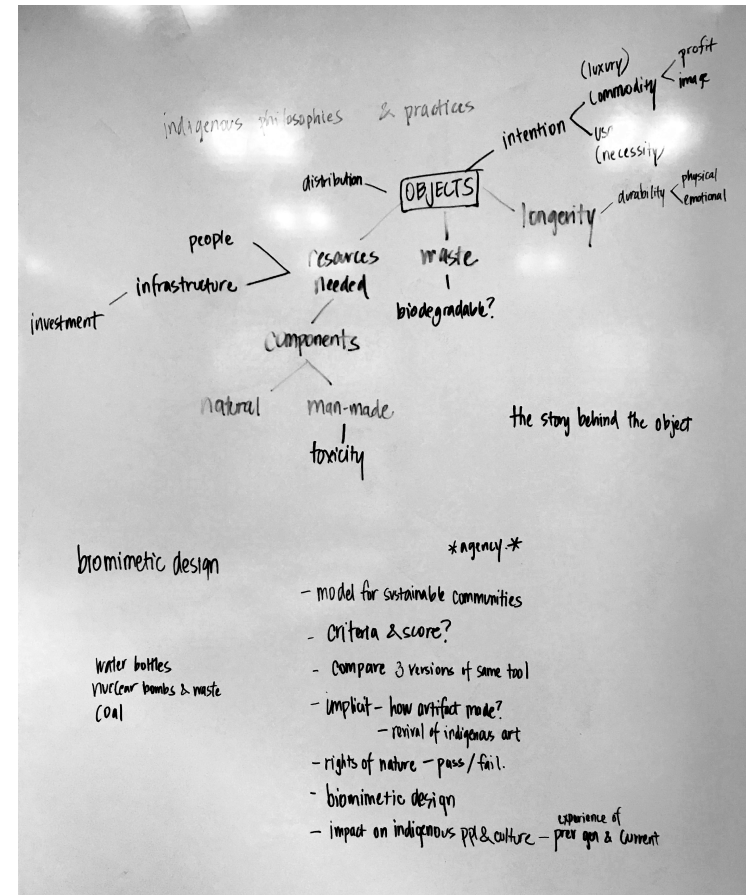 indigenous philosophies & practices
(luxury)
commodity
profit
image
intention
use
(necessity
distribution
OBJECTS
longerity
durability
physical
emotional
people
infrastructure
investment
resources
needed
waste
biodegradable?
components
natural
man-made
toxicity
the story behind the object
biomimetic design
water bottles
nuclear bombs & waste
coal
*agency*
- model for sustainable communities
- criteria & score?
- compare 3 versions of same tool
- implicit - how artifact made?
- revival of indigenous art
- rights of nature - pass/fail.
- biomimetic design
- impact on indigenous ppl & culture - experience of
prev gen & current